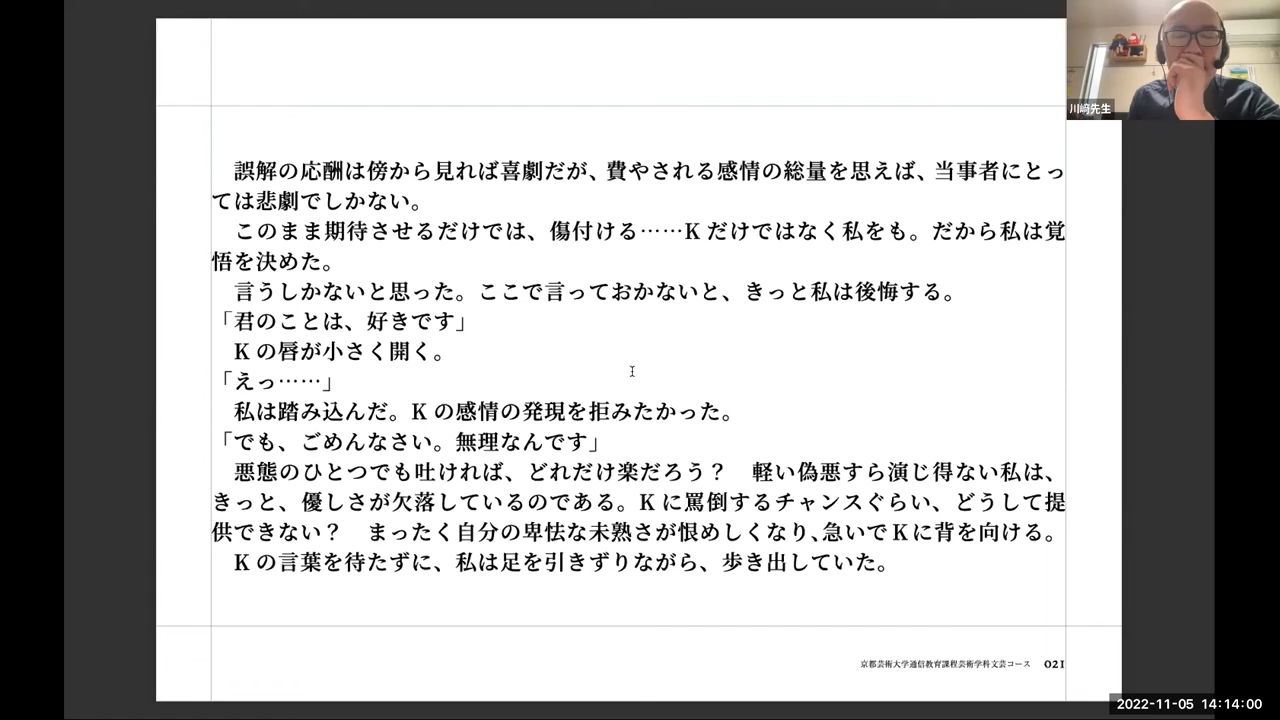 誤解の応酬は傍から見れば喜劇だが、費やされる感情の総量を思えば、当事者にとっ
ては悲劇でしかない。
このまま期待させるだけでは、傷付ける……K だけではなく私をも。だから私は覚
悟を決めた。
言うしかないと思った。ここで言っておかないと、きっと私は後悔する。
「君のことは、好きです」
K の唇が小さく開く。
「えっ……」
私は踏み込んだ。K の感情の発現を拒みたかった。
「でも、ごめんなさい。無理なんです」
悪態のひとつでも吐ければ、どれだけ楽だろう？　軽い偽悪すら演じ得ない私は、
きっと、優しさが欠落しているのである。K に罵倒するチャンスぐらい、どうして提
供できない？　まったく自分の卑怯な未熟さが恨めしくなり、急いで K に背を向ける。
K の言葉を待たずに、私は足を引きずりながら、歩き出していた。
京都芸術大学通信教育課程芸術学科文芸コース　021
川﨑先生
2022-11-05 14:14:00